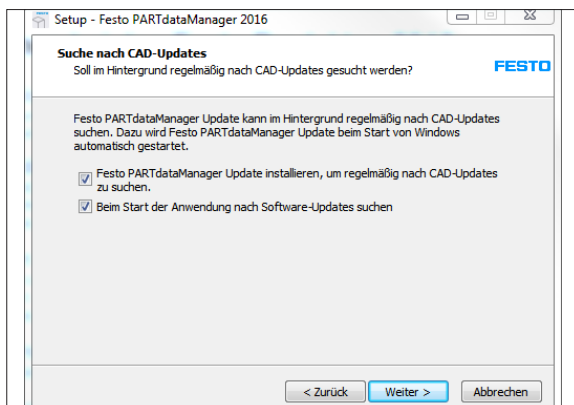 Setup - Festo PARTdataManager 2016
Suche nach CAD-Updates
Soll im Hintergrund regelmäßig nach CAD-Updates gesucht werden?
FESTO
Festo PARTdataManager Update kann im Hintergrund regelmäßig nach CAD-Updates
suchen. Dazu wird Festo PARTdataManager Update beim Start von Windows
automatisch gestartet.
Festo PARTdataManager Update installieren, um regelmäßig nach CAD-Updates
zu suchen.
Beim Start der Anwendung nach Software-Updates suchen
< Zurück Weiter > Abbrechen